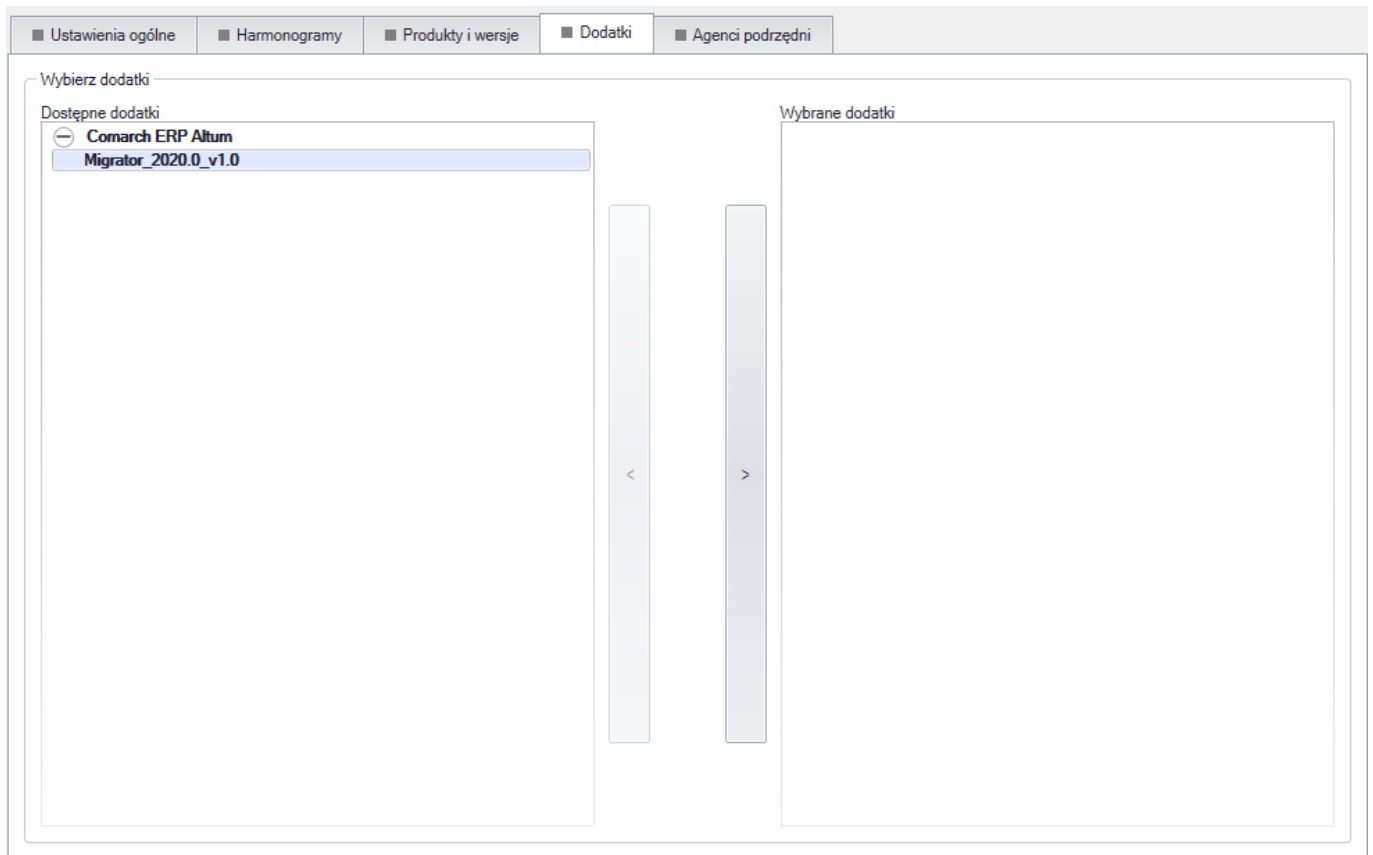 Ustawienia ogólne Harmonogramy Produkty i wersje Dodatki Agenci podrzędni
Wybierz dodatki
Dostępne dodatki Wybrane dodatki
Comarch ERP Altum
Migrator_2020.0_v1.0
< >